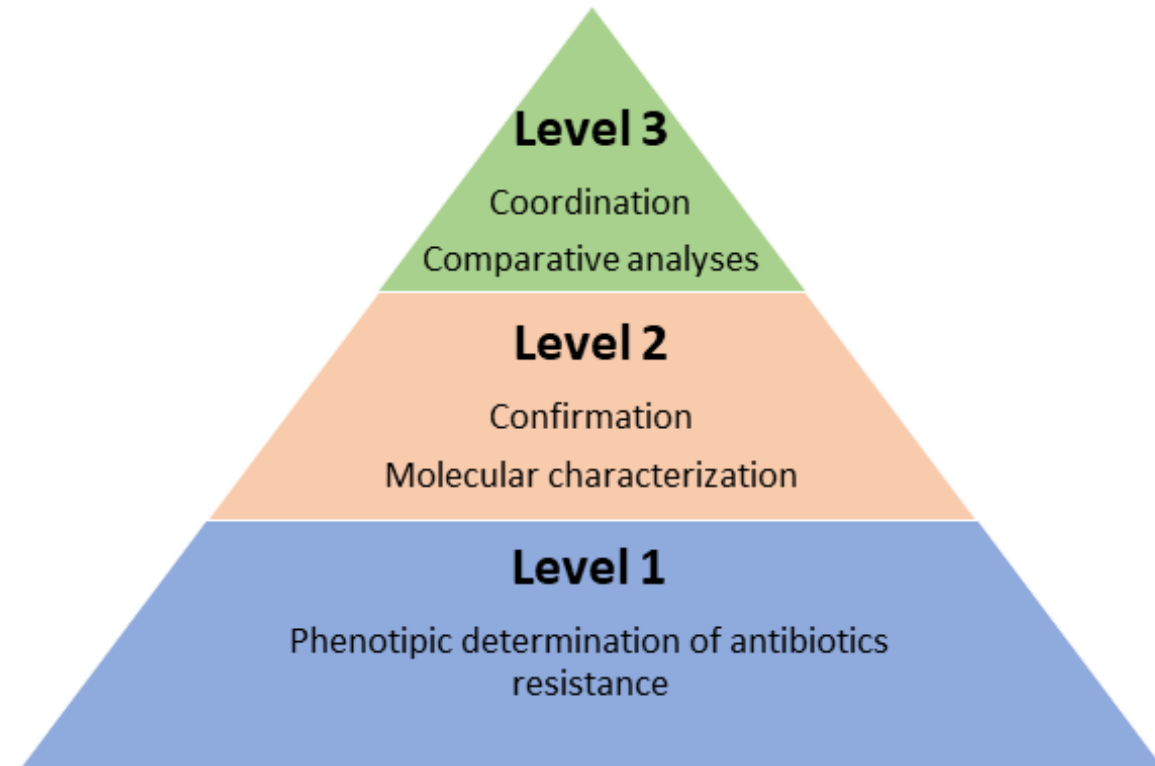 Level 3
Coordination
Comparative analyses
Level 2
Confirmation
Molecular characterization
Level 1
Phenotipic determination of antibiotics
resistance